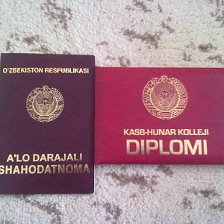 O'ZBEKISTON RESPUBLIKASI
A'LO DARAJALI
SHAHODATNOMA
KASB-HUNAR KOLLEJI
DIPLOMI